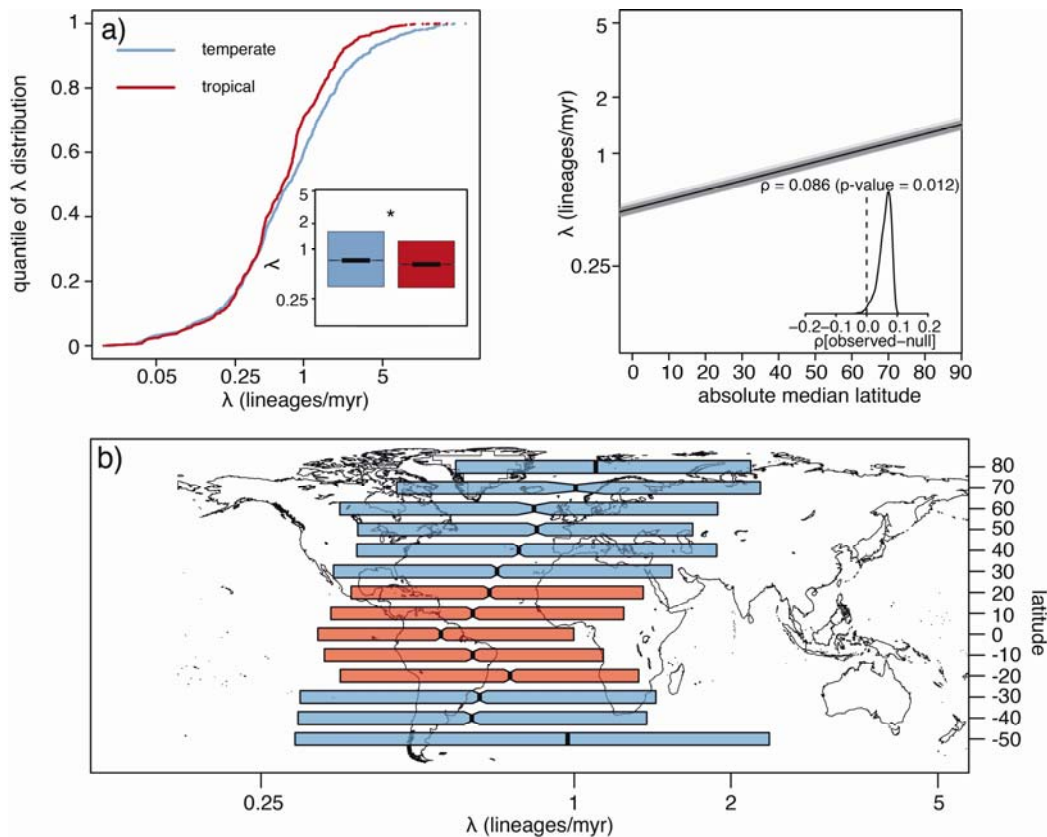 a)
temperate
tropical
quantile of λ distribution
1
0.8
0.6
0.4
0.2
0
0.05
0.25
1
5
λ (lineages/myr)
*
5
2
1
0.25
λ
5
2
1
0.25
λ (lineages/myr)
ρ = 0.086 (p-value = 0.012)
-0.2 -0.1 0.0 0.1 0.2
ρ[observed-null]
0 10 20 30 40 50 60 70 80 90
absolute median latitude
b)
80
70
60
50
40
30
20
10
0
-10
-20
-30
-40
-50
latitude
0.25
1
2
5
λ (lineages/myr)